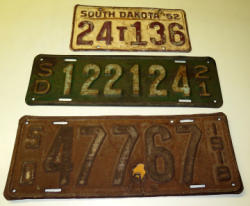 SOUTH DAKOTA '52
24T136
SD 122124 21
SD 47767 1918